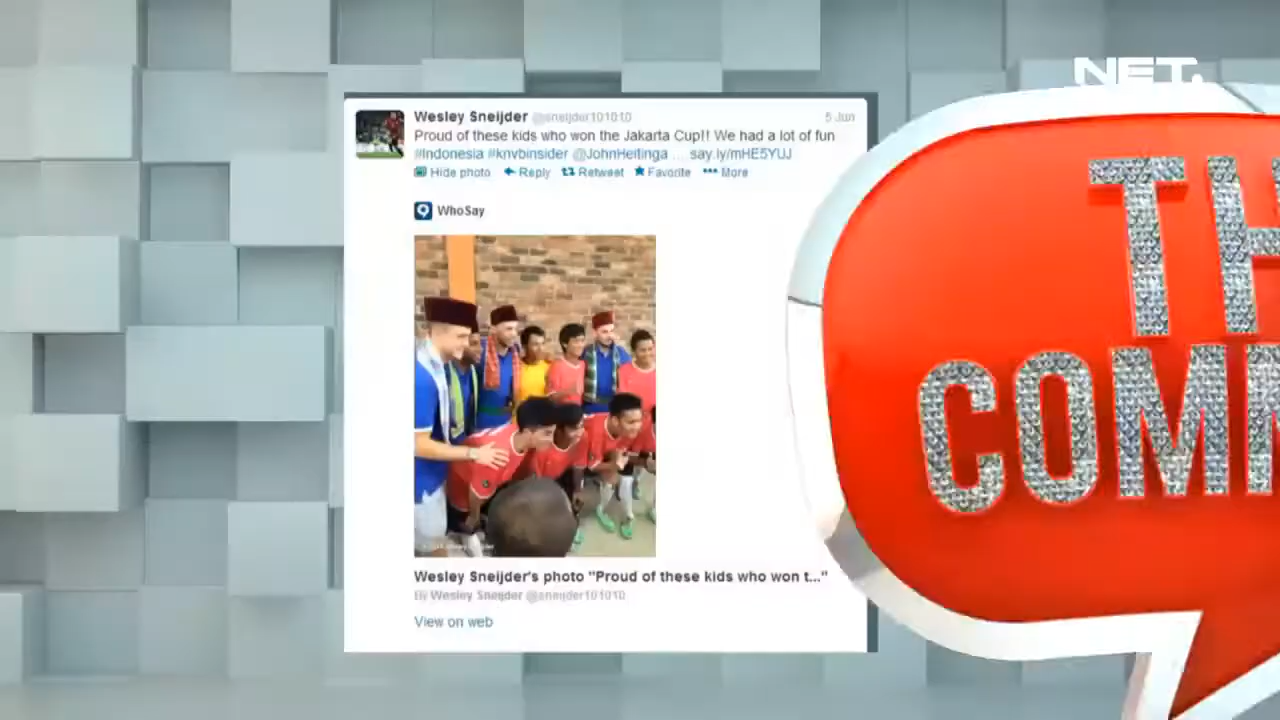 NET.
Wesley Sneijder @sneijder101010 5 Jun
Proud of these kids who won the Jakarta Cup!! We had a lot of fun
#Indonesia #knvbinsider @JohnHeitinga ... say.ly/mHE5YUJ
Hide photo Reply Retweet Favorite More
WhoSay
TH
COMM
Wesley Sneijder's photo "Proud of these kids who won t..."
By Wesley Sneijder @sneijder101010
View on web